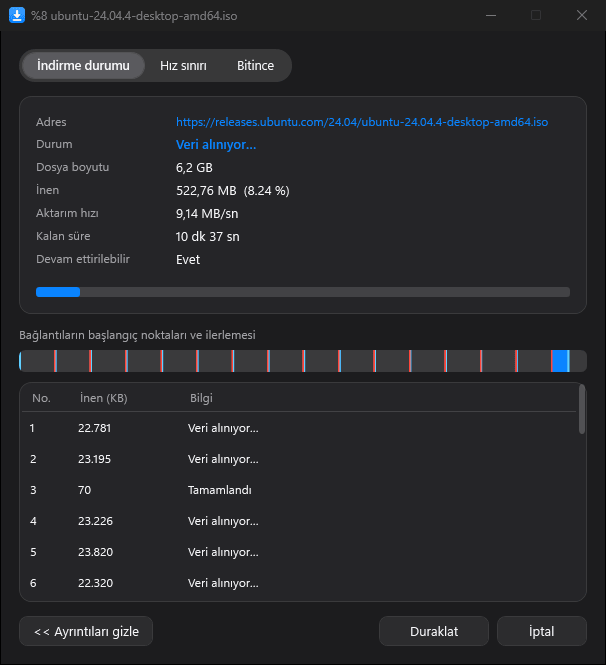 %8 ubuntu-24.04.4-desktop-amd64.iso
İndirme durumu Hız sınırı Bitince
Adres https://releases.ubuntu.com/24.04/ubuntu-24.04.4-desktop-amd64.iso
Durum Veri alınıyor...
Dosya boyutu 6,2 GB
İnen 522,76 MB (8.24 %)
Aktarım hızı 9,14 MB/sn
Kalan süre 10 dk 37 sn
Devam ettirilebilir Evet
Bağlantıların başlangıç noktaları ve ilerlemesi
No. İnen (KB) Bilgi
1 22.781 Veri alınıyor...
2 23.195 Veri alınıyor...
3 70 Tamamlandı
4 23.226 Veri alınıyor...
5 23.820 Veri alınıyor...
6 22.320 Veri alınıyor...
<< Ayrıntıları gizle Duraklat İptal